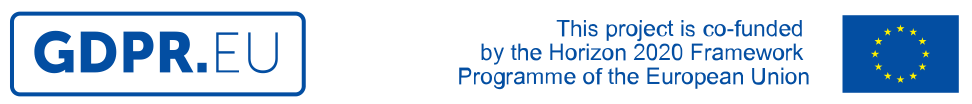 GDPR.EU
This project is co-funded
by the Horizon 2020 Framework
Programme of the European Union